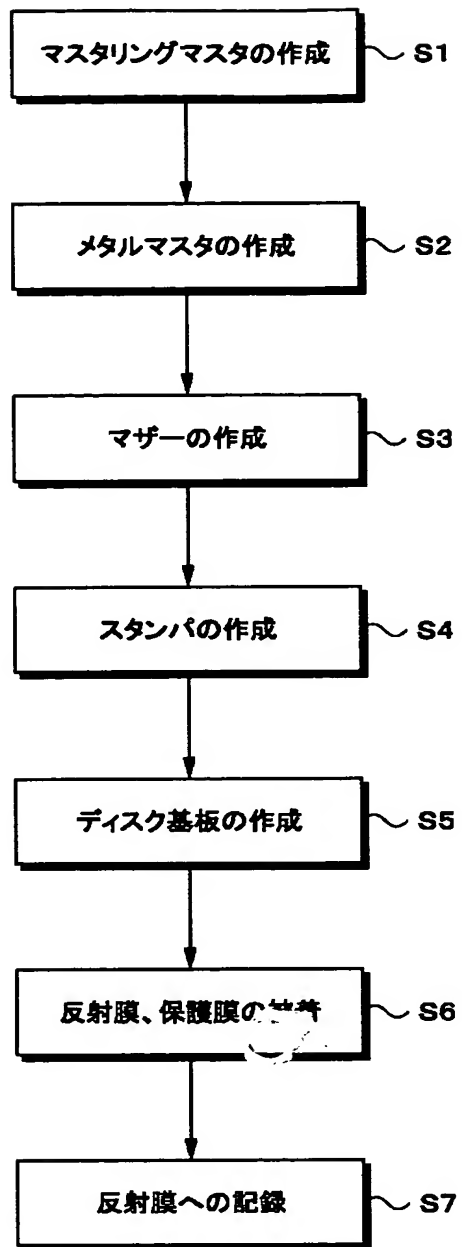 マスタリングマスタの作成 S1
メタルマスタの作成 S2
マザーの作成 S3
スタンパの作成 S4
ディスク基板の作成 S5
反射膜、保護膜の S6
反射膜への記録 S7